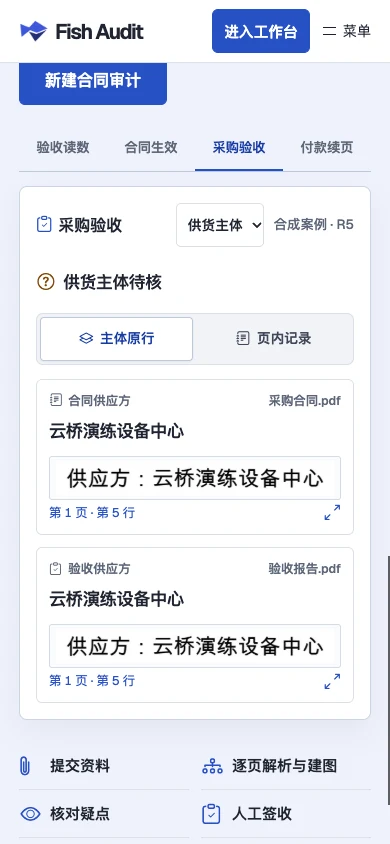 Fish Audit
进入工作台
菜单
新建合同审计
验收读数 合同生效 采购验收 付款续页
采购验收 供货主体 合成案例 · R5
供货主体待核
主体原行 页内记录
合同供应方 采购合同.pdf
云桥演练设备中心
供应方：云桥演练设备中心
第 1 页 · 第 5 行
验收供应方 验收报告.pdf
云桥演练设备中心
供应方：云桥演练设备中心
第 1 页 · 第 5 行
提交资料 逐页解析与建图
核对疑点 人工签收